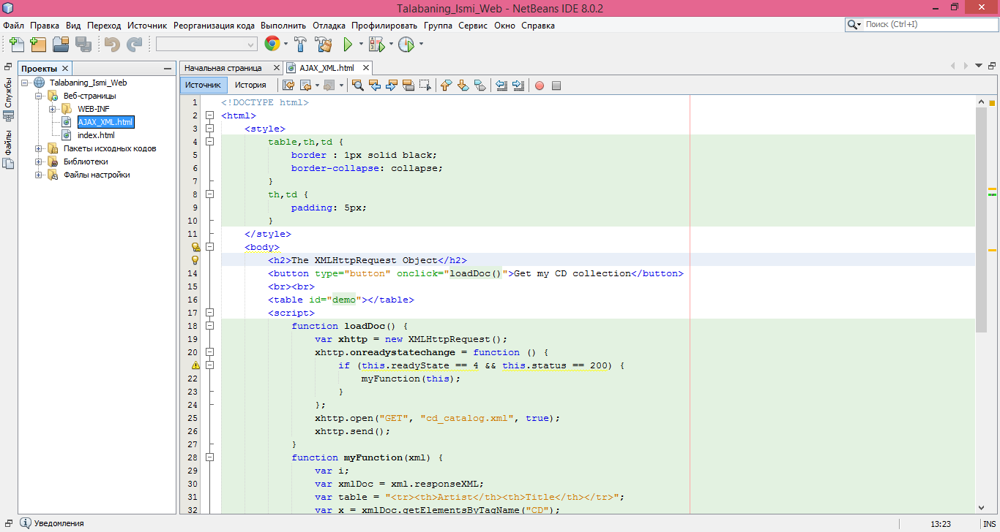 Talabaning_Ismi_Web - NetBeans IDE 8.0.2
Файл Правка Вид Переход Источник Реорганизация кода Выполнить Отладка Профилировать Группа Сервис Окно Справка
Поиск (Ctrl+I)
Проекты
Начальная страница
AJAX_XML.html
Службы
Файлы
Talabaning_Ismi_Web
Веб-страницы
WEB-INF
AJAX_XML.html
index.html
Пакеты исходных кодов
Библиотеки
Файлы настройки
Источник История
1 <!DOCTYPE html>
2 <html>
3 <style>
4 table,th,td {
5 border : 1px solid black;
6 border-collapse: collapse;
7 }
8 th,td {
9 padding: 5px;
10 }
11 </style>
<body>
<h2>The XMLHttpRequest Object</h2>
14 <button type="button" onclick="loadDoc()">Get my CD collection</button>
15 <br><br>
16 <table id="demo"></table>
17 <script>
18 function loadDoc() {
19 var xhttp = new XMLHttpRequest();
20 xhttp.onreadystatechange = function () {
if (this.readyState == 4 && this.status == 200) {
22 myFunction(this);
23 }
24 };
25 xhttp.open("GET", "cd_catalog.xml", true);
26 xhttp.send();
27 }
28 function myFunction(xml) {
29 var i;
30 var xmlDoc = xml.responseXML;
31 var table = "<tr><th>Artist</th><th>Title</th></tr>";
32 var x = xmlDoc.getElementsByTagName("CD");
Уведомления
13:23
INS